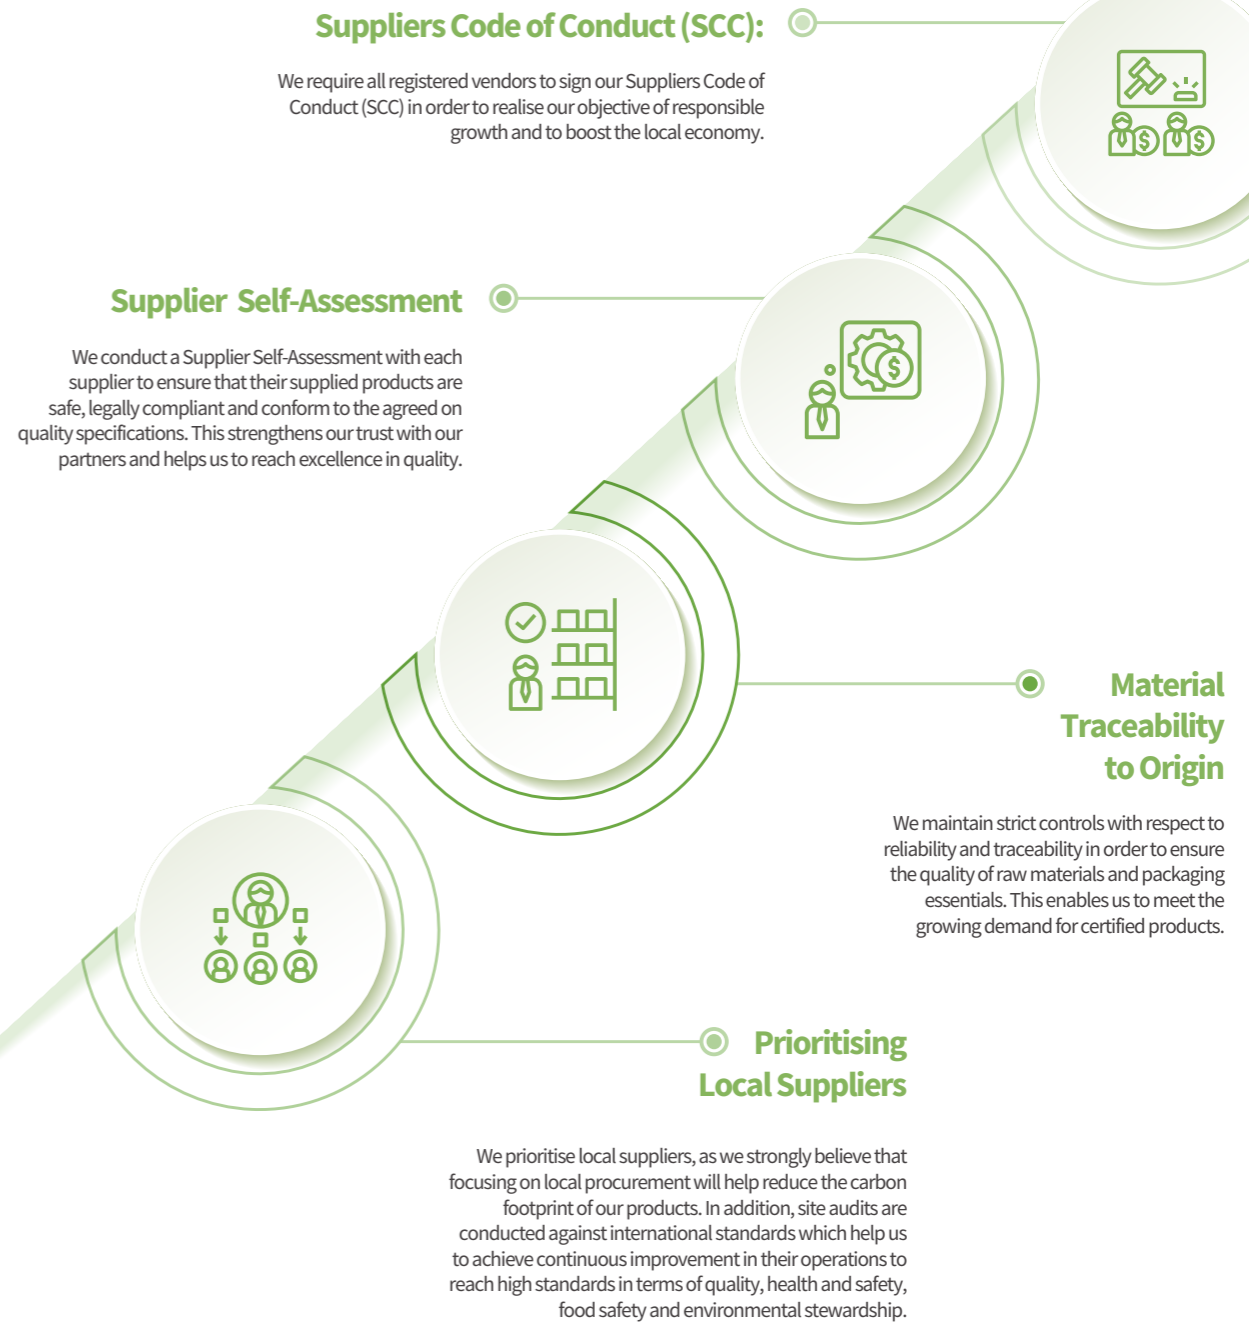 Suppliers Code of Conduct (SCC):
We require all registered vendors to sign our Suppliers Code of
Conduct (SCC) in order to realise our objective of responsible
growth and to boost the local economy.
Supplier Self-Assessment
We conduct a Supplier Self-Assessment with each
supplier to ensure that their supplied products are
safe, legally compliant and conform to the agreed on
quality specifications. This strengthens our trust with our
partners and helps us to reach excellence in quality.
Material
Traceability
to Origin
We maintain strict controls with respect to
reliability and traceability in order to ensure
the quality of raw materials and packaging
essentials. This enables us to meet the
growing demand for certified products.
Prioritising
Local Suppliers
We prioritise local suppliers, as we strongly believe that
focusing on local procurement will help reduce the carbon
footprint of our products. In addition, site audits are
conducted against international standards which help us
to achieve continuous improvement in their operations to
reach high standards in terms of quality, health and safety,
food safety and environmental stewardship.